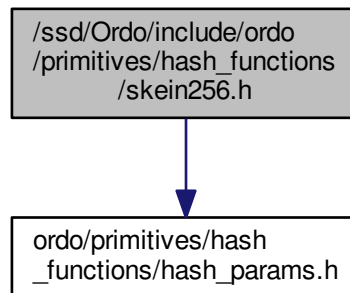 /ssd/Ordo/include/ordo
/primitives/hash_functions
/skein256.h
ordo/primitives/hash
_functions/hash_params.h